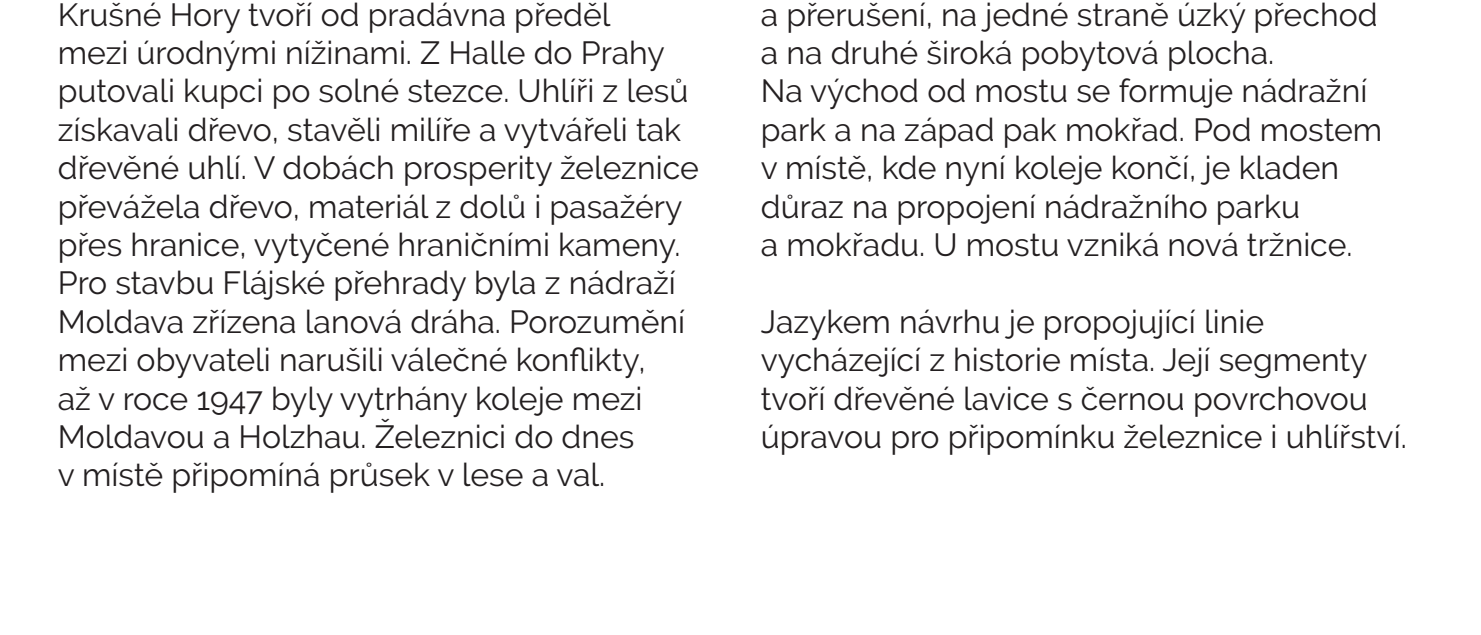 Krušné Hory tvoří od pradávna předěl
mezi úrodnými nížinami. Z Halle do Prahy
putovali kupci po solné stezce. Uhlíři z lesů
získavali dřevo, stavěli milíře a vytvářeli tak
dřevěné uhlí. V dobách prosperity železnice
převážela dřevo, materiál z dolů i pasažéry
přes hranice, vytyčené hraničními kameny.
Pro stavbu Flájské přehrady byla z nádraží
Moldava zřízena lanová dráha. Porozumění
mezi obyvateli narušili válečné konflikty,
až v roce 1947 byly vytrhány koleje mezi
Moldavou a Holzhau. Železnici do dnes
v místě připomíná průsek v lese a val.
a přerušení, na jedné straně úzký přechod
a na druhé široká pobytová plocha.
Na východ od mostu se formuje nádražní
park a na západ pak mokřad. Pod mostem
v místě, kde nyní koleje končí, je kladen
důraz na propojení nádražního parku
a mokřadu. U mostu vzniká nová tržnice.
Jazykem návrhu je propojující linie
vycházející z historie místa. Její segmenty
tvoří dřevěné lavice s černou povrchovou
úpravou pro připomínku železnice i uhlířství.